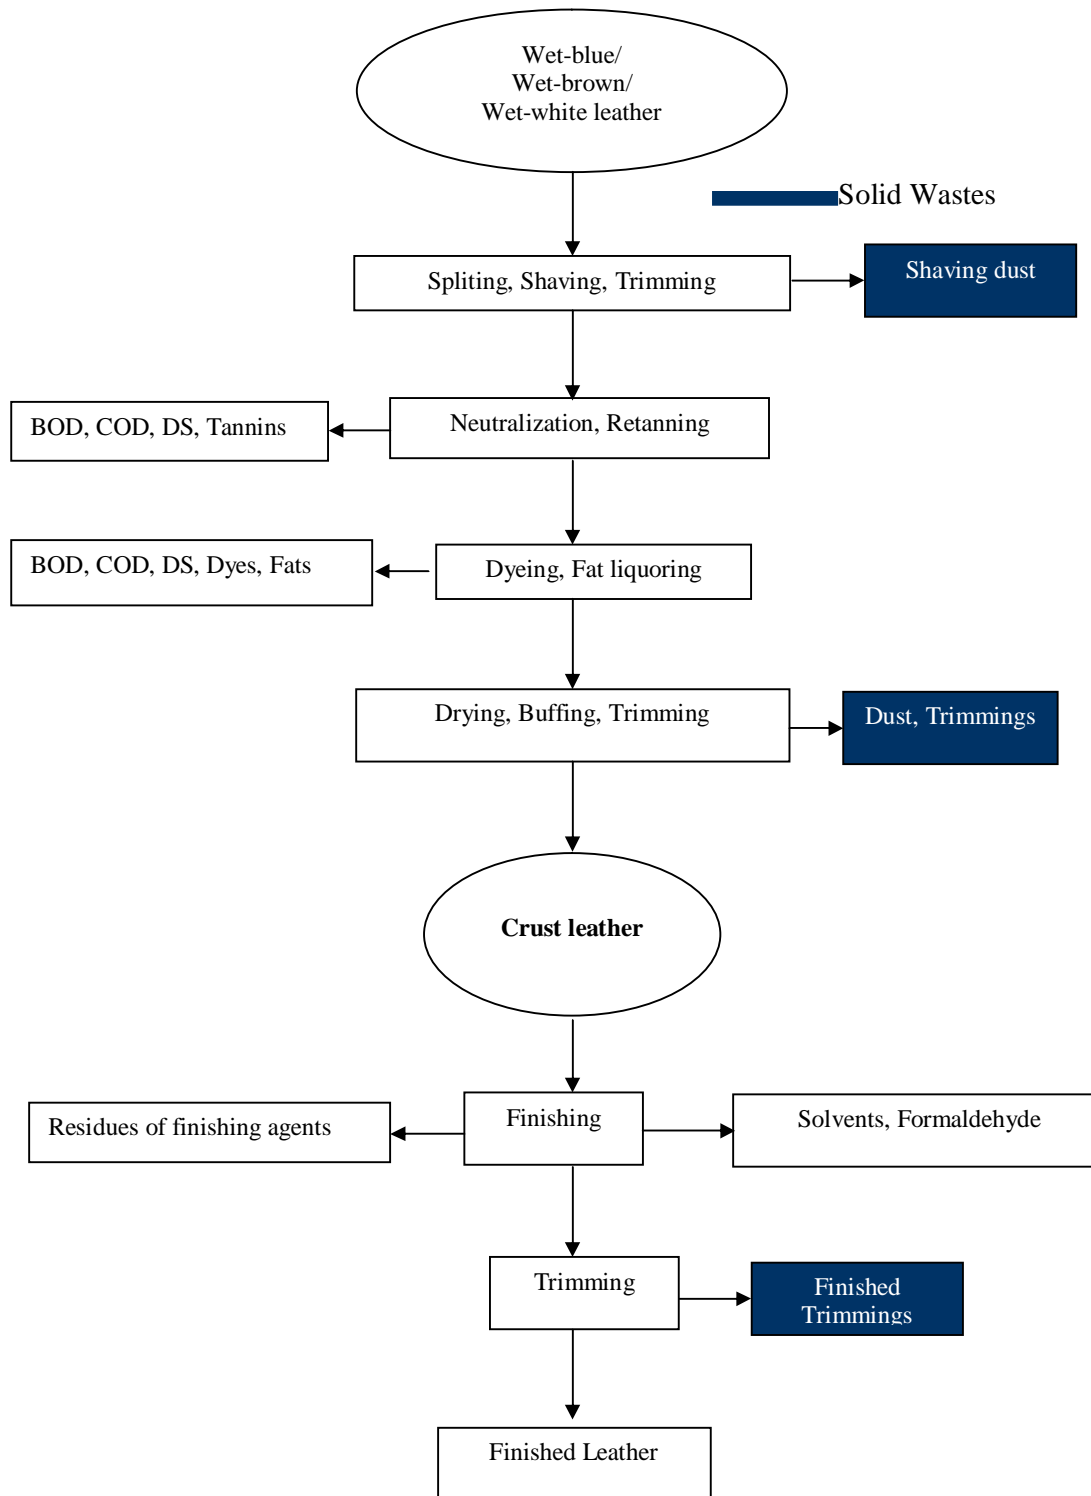 Wet-blue/
Wet-brown/
Wet-white leather
Solid Wastes
Spliting, Shaving, Trimming
Shaving dust
BOD, COD, DS, Tannins
Neutralization, Retanning
BOD, COD, DS, Dyes, Fats
Dyeing, Fat liquoring
Drying, Buffing, Trimming
Dust, Trimmings
Crust leather
Residues of finishing agents
Finishing
Solvents, Formaldehyde
Trimming
Finished
Trimmings
Finished Leather